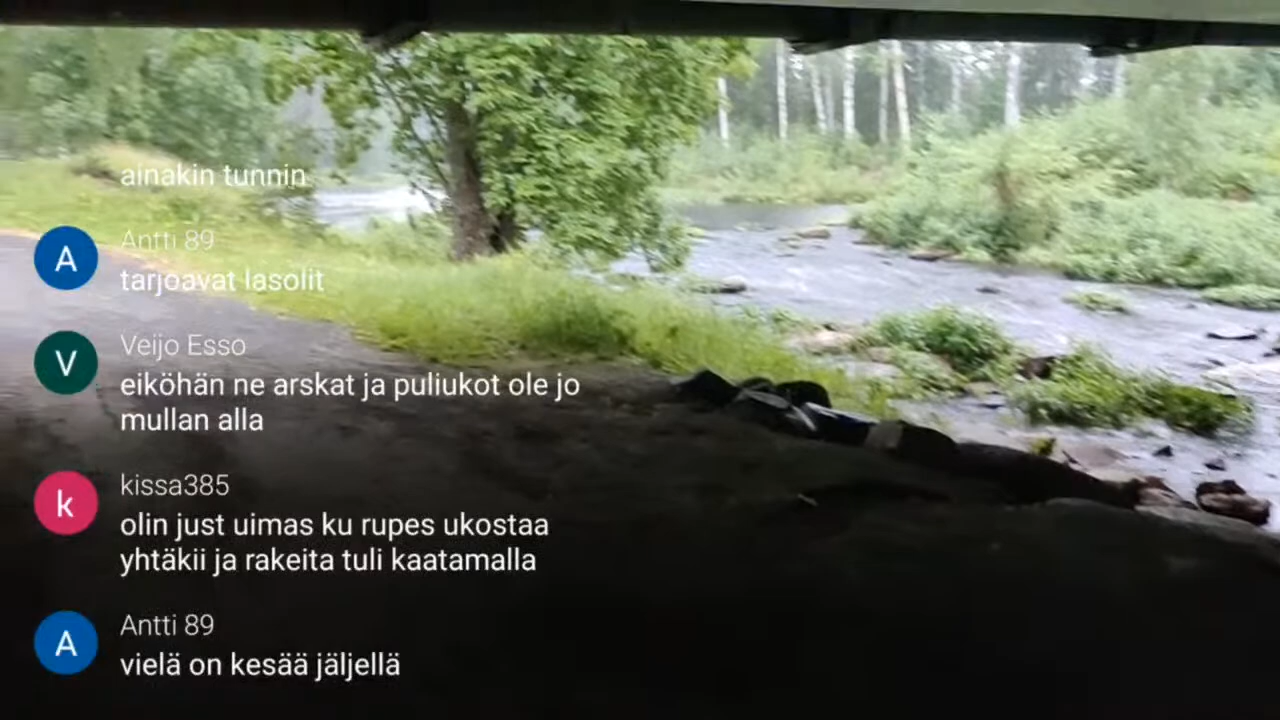 ainakin tunnin
A
Antti 89
tarjoavat lasolit
V
Veijo Esso
eiköhän ne arskat ja puliukot ole jo
mullan alla
k
kissa385
olin just uimas ku rupes ukostaa
yhtäkii ja rakeita tuli kaatamalla
A
Antti 89
vielä on kesää jäljellä